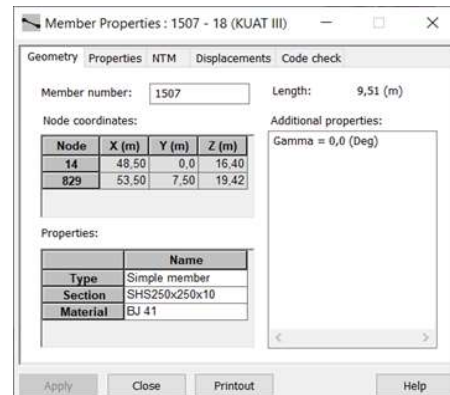 Member Properties : 1507 - 18 (KUAT III)
Geometry Properties NTM Displacements Code check
Member number: 1507 Length: 9,51 (m)
Node coordinates: Additional properties:
Node X (m) Y (m) Z (m)
14 48,50 0,0 16,40
829 53,50 7,50 19,42
Gamma = 0,0 (Deg)
Properties:
Name
Type Simple member
Section SHS250x250x10
Material BJ 41
Apply Close Printout Help